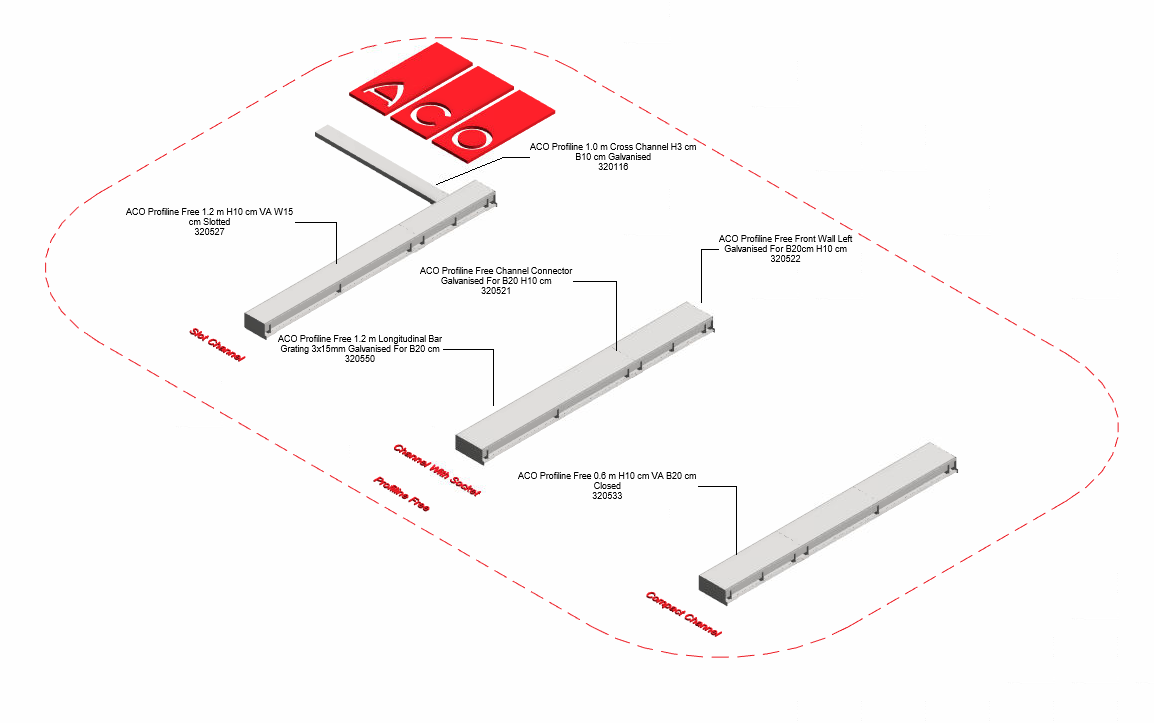 ACO
ACO Profiline 1.0 m Cross Channel H3 cm
B10 cm Galvanised
320116
ACO Profiline Free 1.2 m H10 cm VA W15
cm Slotted
320527
ACO Profiline Free Front Wall Left
Galvanised For B20cm H10 cm
320522
ACO Profiline Free Channel Connector
Galvanised For B20 H10 cm
320521
Slot Channel
ACO Profiline Free 1.2 m Longitudinal Bar
Grating 3x15mm Galvanised For B20 cm
320550
Channel With Socket
Profiline Free
ACO Profiline Free 0.6 m H10 cm VA B20 cm
Closed
320533
Compact Channel